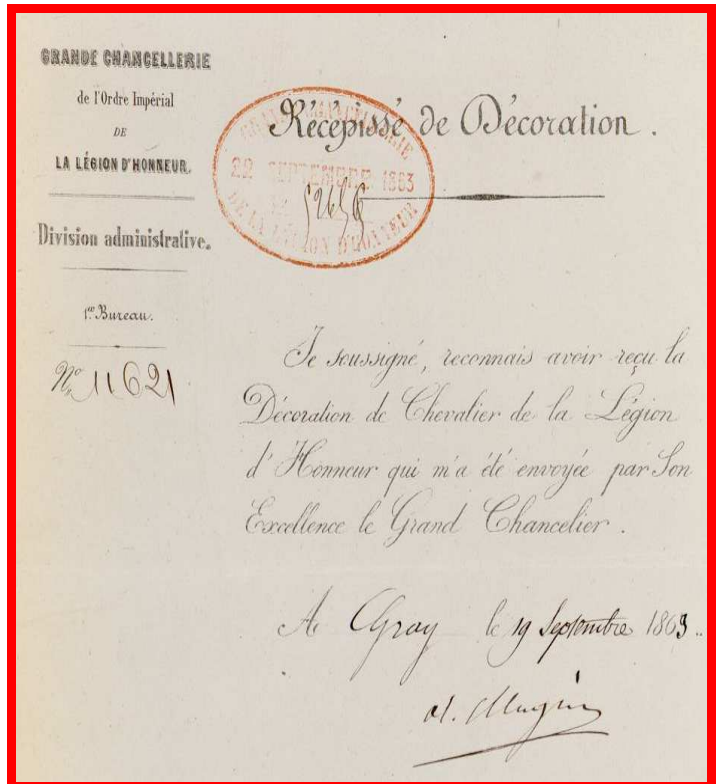 GRANDE CHANCELLERIE
de l'Ordre Impérial
DE
LA LÉGION D'HONNEUR.
Division administrative.
1er Bureau.
No 11621
Récépissé de Décoration.
GRANDE CHANCELLERIE
22 SEPTEMBRE 1863
DE LA LÉGION D'HONNEUR
Je soussigné, reconnais avoir reçu la
Décoration de Chevalier de la Légion
d'Honneur qui m'a été envoyée par Son
Excellence le Grand Chancelier.
A Gray le 19 Septembre 1863